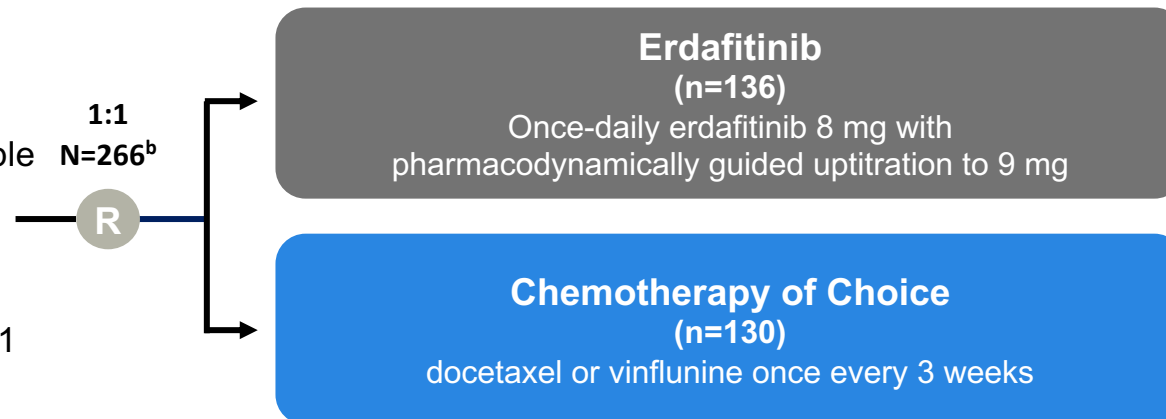 1:1
N=266ᵇ
ble
R
1
Erdafitinib
(n=136)
Once-daily erdafitinib 8 mg with
pharmacodynamically guided uptitration to 9 mg
Chemotherapy of Choice
(n=130)
docetaxel or vinflunine once every 3 weeks